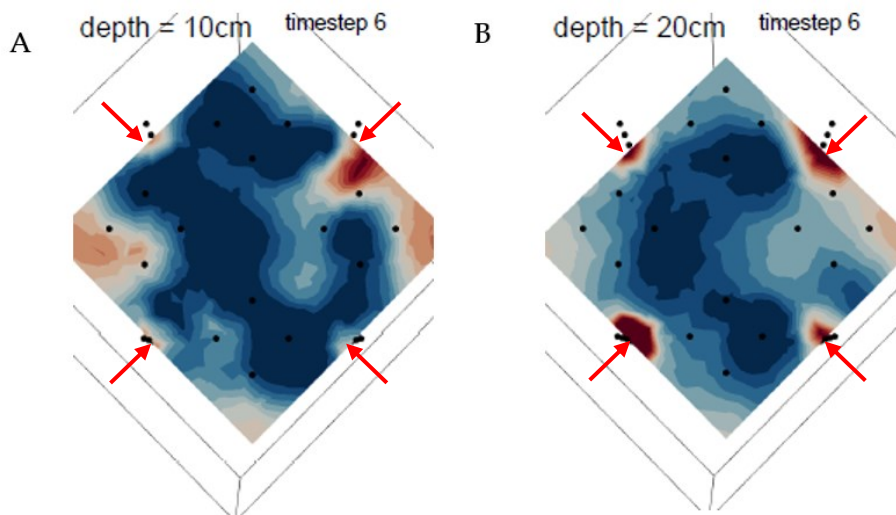 A
depth = 10cm
timestep 6
B
depth = 20cm
timestep 6